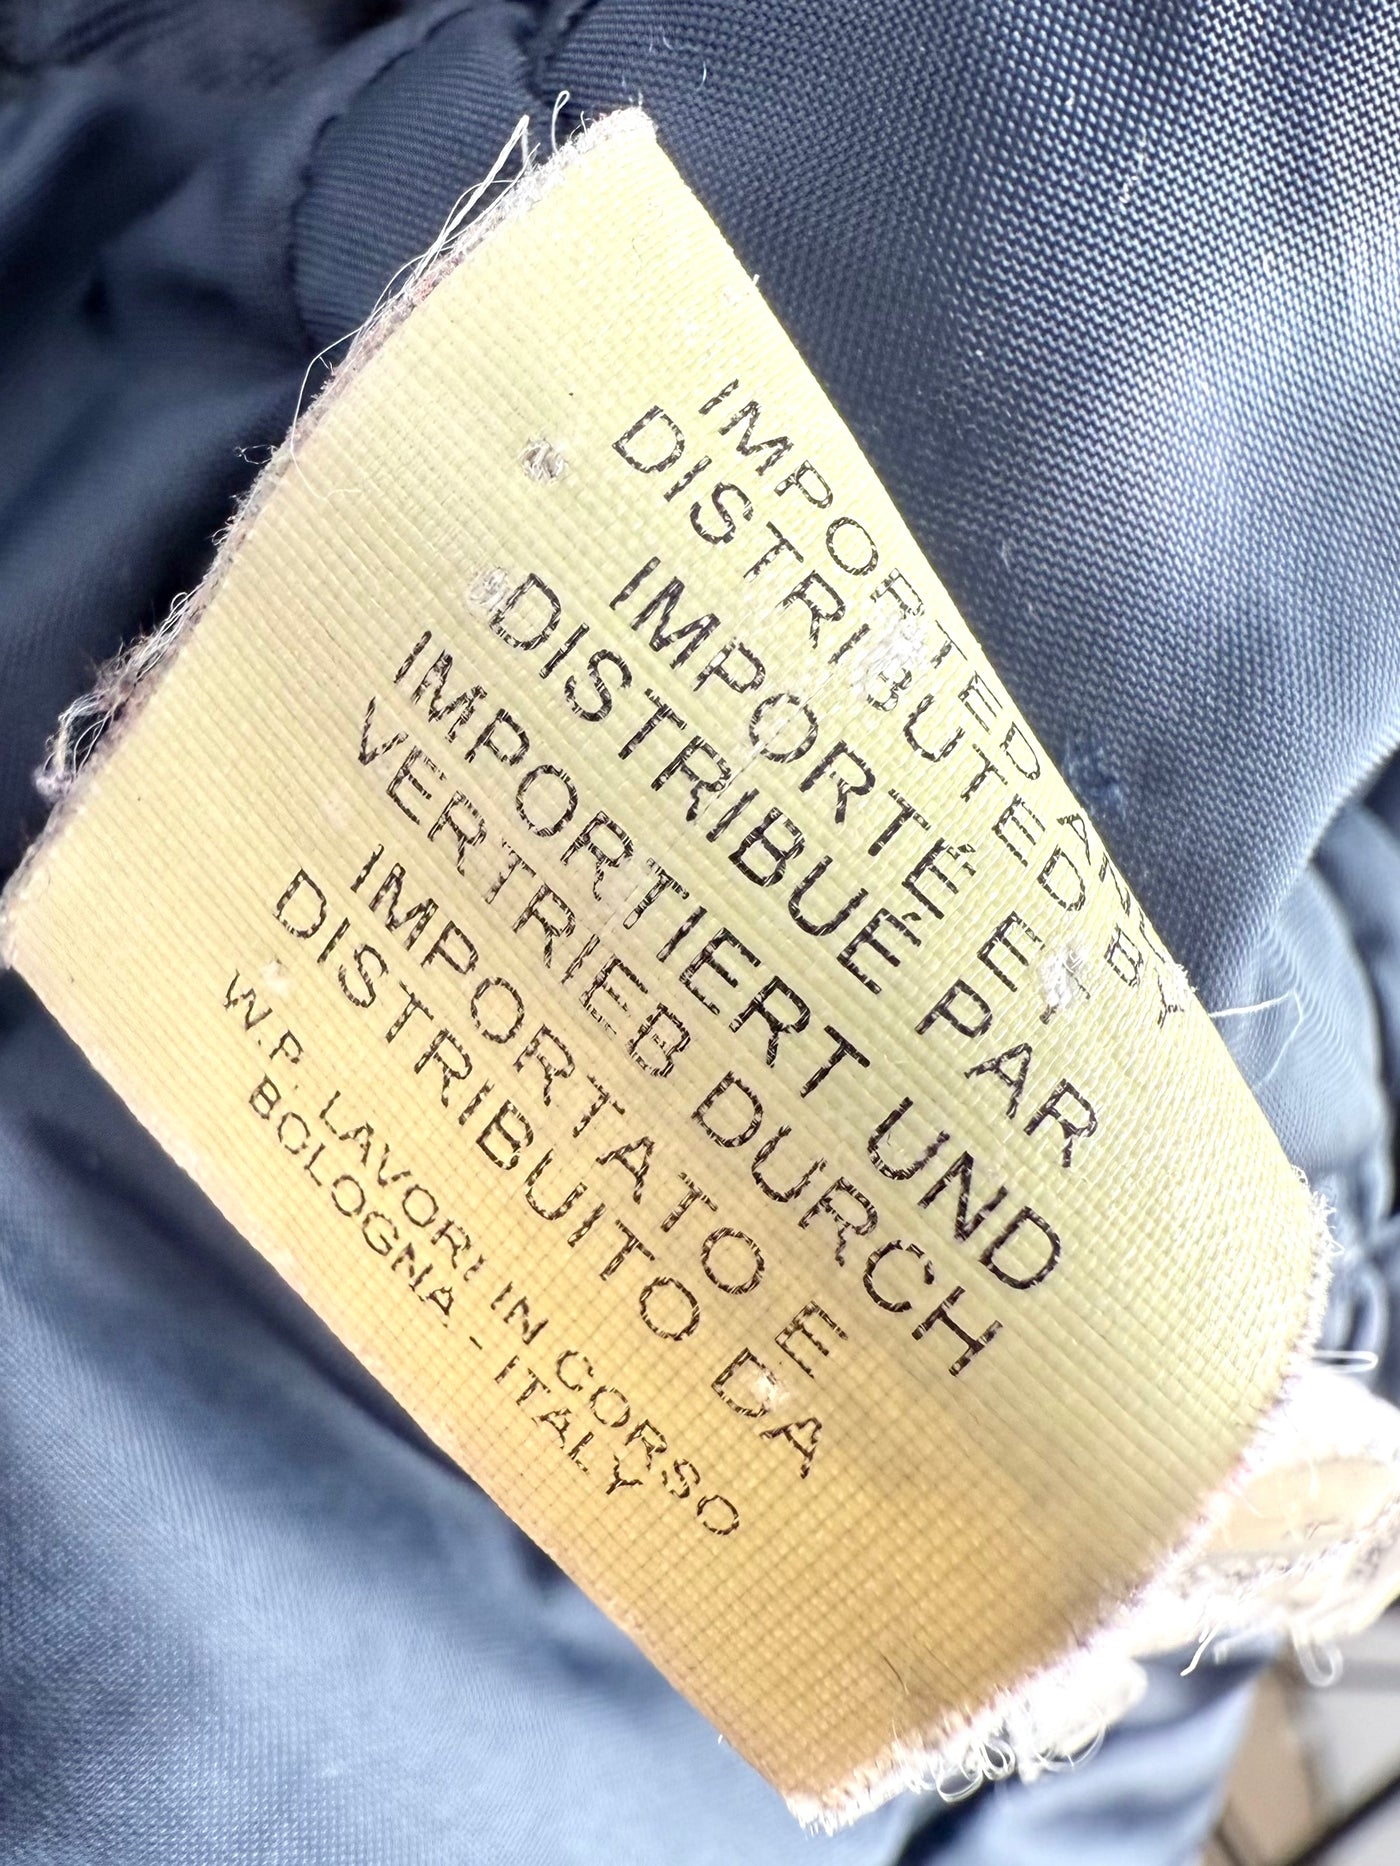 IMPORTED AND
DISTRIBUTED BY
IMPORTÉ ET
DISTRIBUÉ PAR
IMPORTIERT UND
VERTRIEB DURCH
IMPORTATO E
DISTRIBUITO DA
W.P. LAVORI IN CORSO
BOLOGNA - ITALY